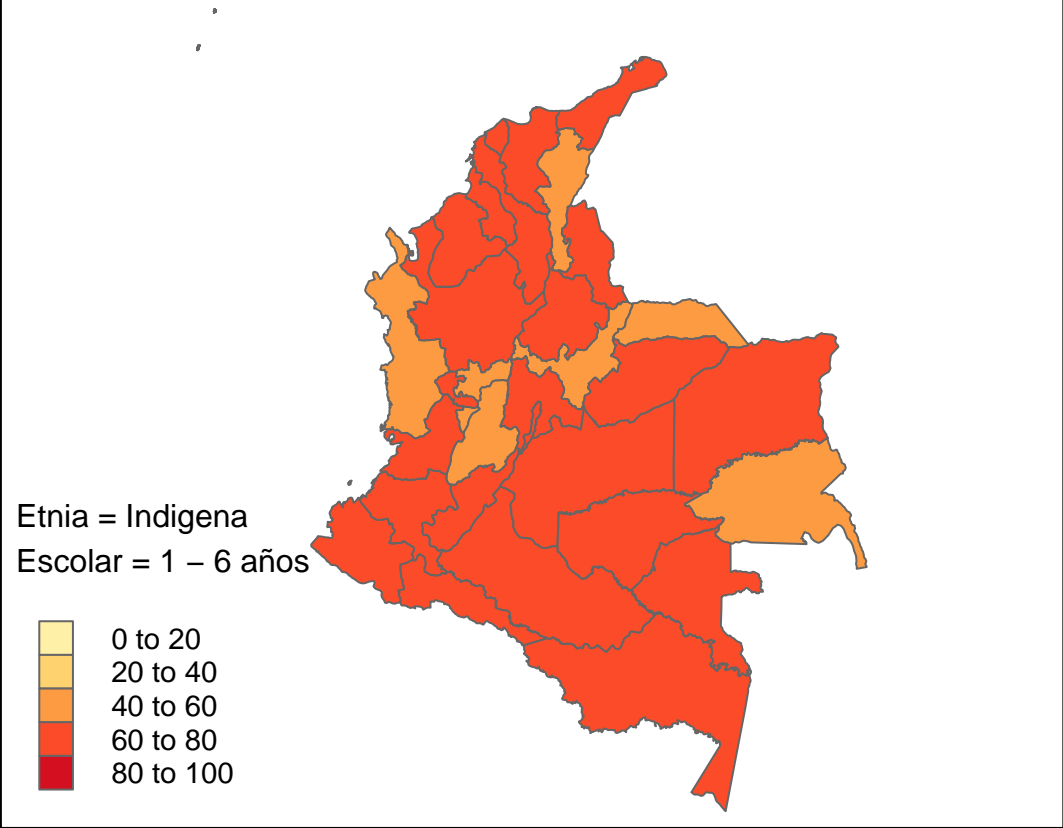 Etnia = Indigena
Escolar = 1 − 6 años
0 to 20
20 to 40
40 to 60
60 to 80
80 to 100